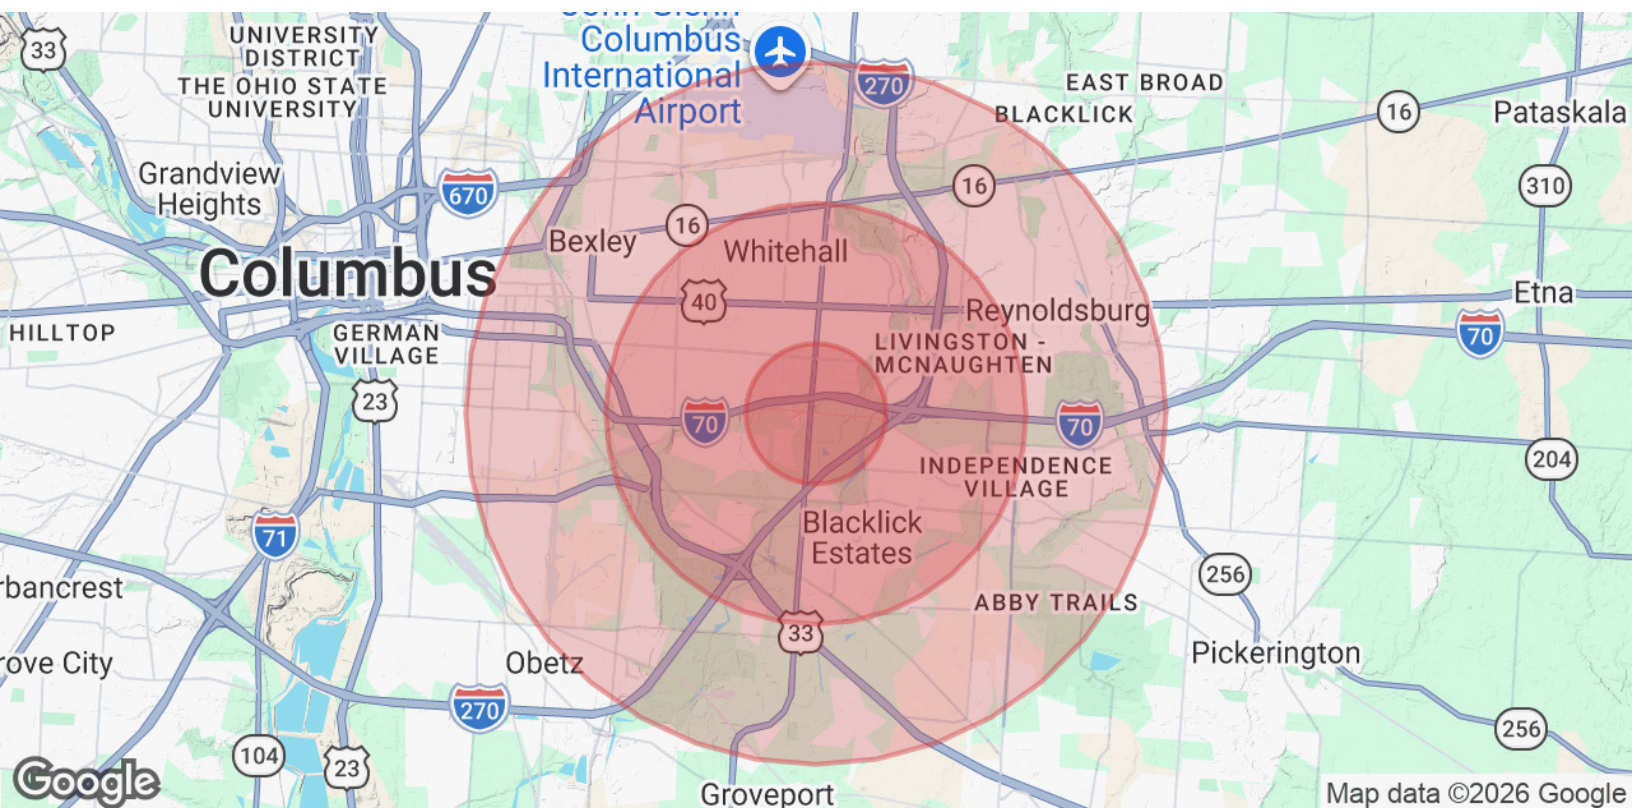 John Glenn
Columbus
International
Airport
33
UNIVERSITY
DISTRICT
THE OHIO STATE
UNIVERSITY
270
EAST BROAD
BLACKLICK
16
Pataskala
Grandview
Heights
670
16
310
16
Bexley
Whitehall
Columbus
40
Reynoldsburg
Etna
HILLTOP
GERMAN
VILLAGE
LIVINGSTON -
MCNAUGHTEN
70
23
70
70
204
INDEPENDENCE
VILLAGE
71
Blacklick
Estates
256
rbancrest
ABBY TRAILS
33
rove City
Obetz
Pickerington
270
256
104
23
Google
Groveport
Map data ©2026 Google